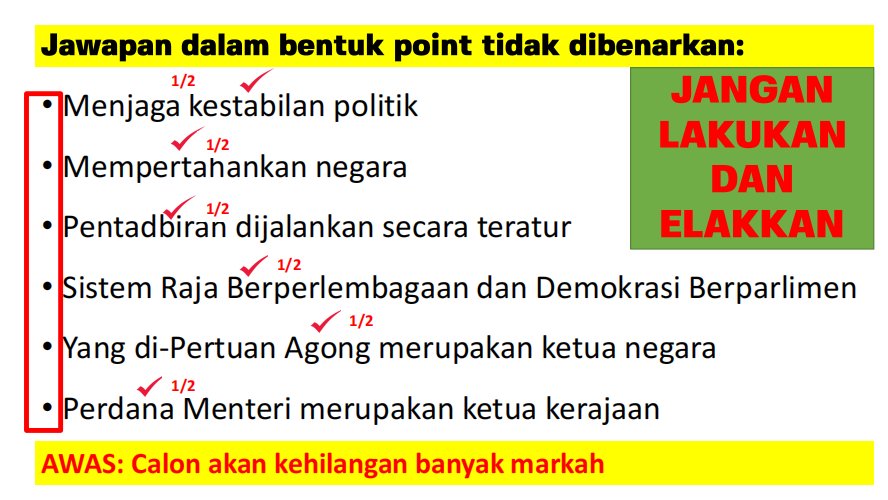 Jawapan dalam bentuk point tidak dibenarkan:
1/2
• Menjaga kestabilan politik
1/2
• Mempertahankan negara
1/2
• Pentadbiran dijalankan secara teratur
1/2
• Sistem Raja Berperlembagaan dan Demokrasi Berparlimen
1/2
• Yang di-Pertuan Agong merupakan ketua negara
1/2
• Perdana Menteri merupakan ketua kerajaan
JANGAN
LAKUKAN
DAN
ELAKKAN
AWAS: Calon akan kehilangan banyak markah